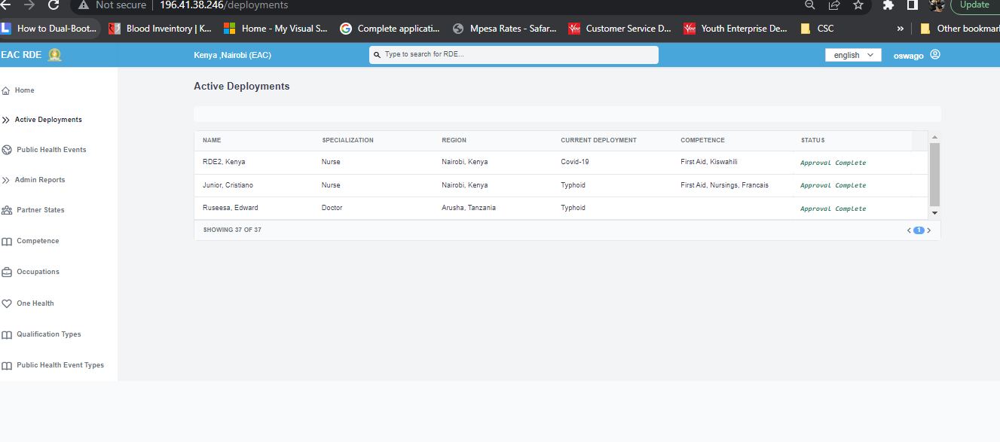 Not secure 196.41.38.246/deployments Update
How to Dual-Boot... Blood Inveintory | K... Home - My Visual S... Complete applicati... Mpesa Rates - Safar... Customer Service D... Youth Enterprise De... CSC » Other bookmar
EAC RDE Kenya ,Nairobi (EAC) Type to search for RDE... english oswago
Active Deployments
Home
Active Deployments
Public Health Events
Admin Reports
Partner States
Competence
Occupations
One Health
Qualification Types
Public Health Event Types
NAME SPECIALIZATION REGION CURRENT DEPLOYMENT COMPETENCE STATUS
RDE2, Kenya Nurse Nairobi, Kenya Covid-19 First Aid, Kiswahili Approval Complete
Junior, Cristiano Nurse Nairobi, Kenya Typhoid First Aid, Nursings, Francais Approval Complete
Ruseesa, Edward Doctor Arusha, Tanzania Typhoid Approval Complete
SHOWING 37 OF 37 < 1 >